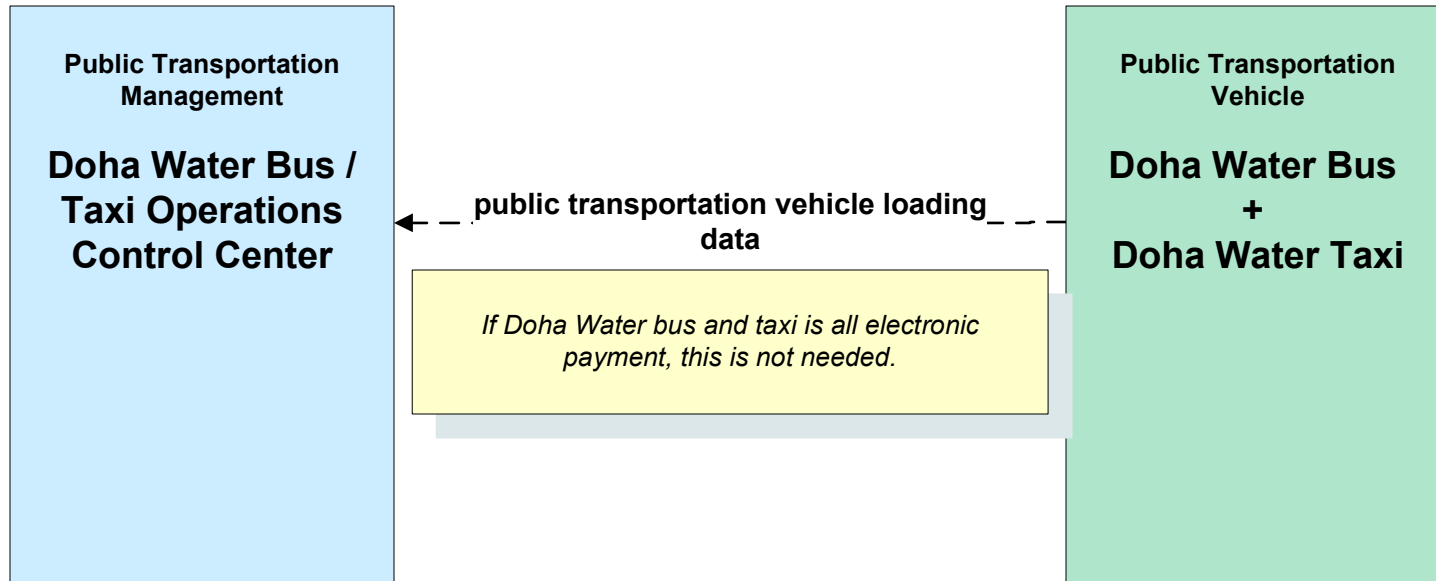 Public Transportation
Management
Doha Water Bus /
Taxi Operations
Control Center
public transportation vehicle loading
data
If Doha Water bus and taxi is all electronic
payment, this is not needed.
Public Transportation
Vehicle
Doha Water Bus
+
Doha Water Taxi